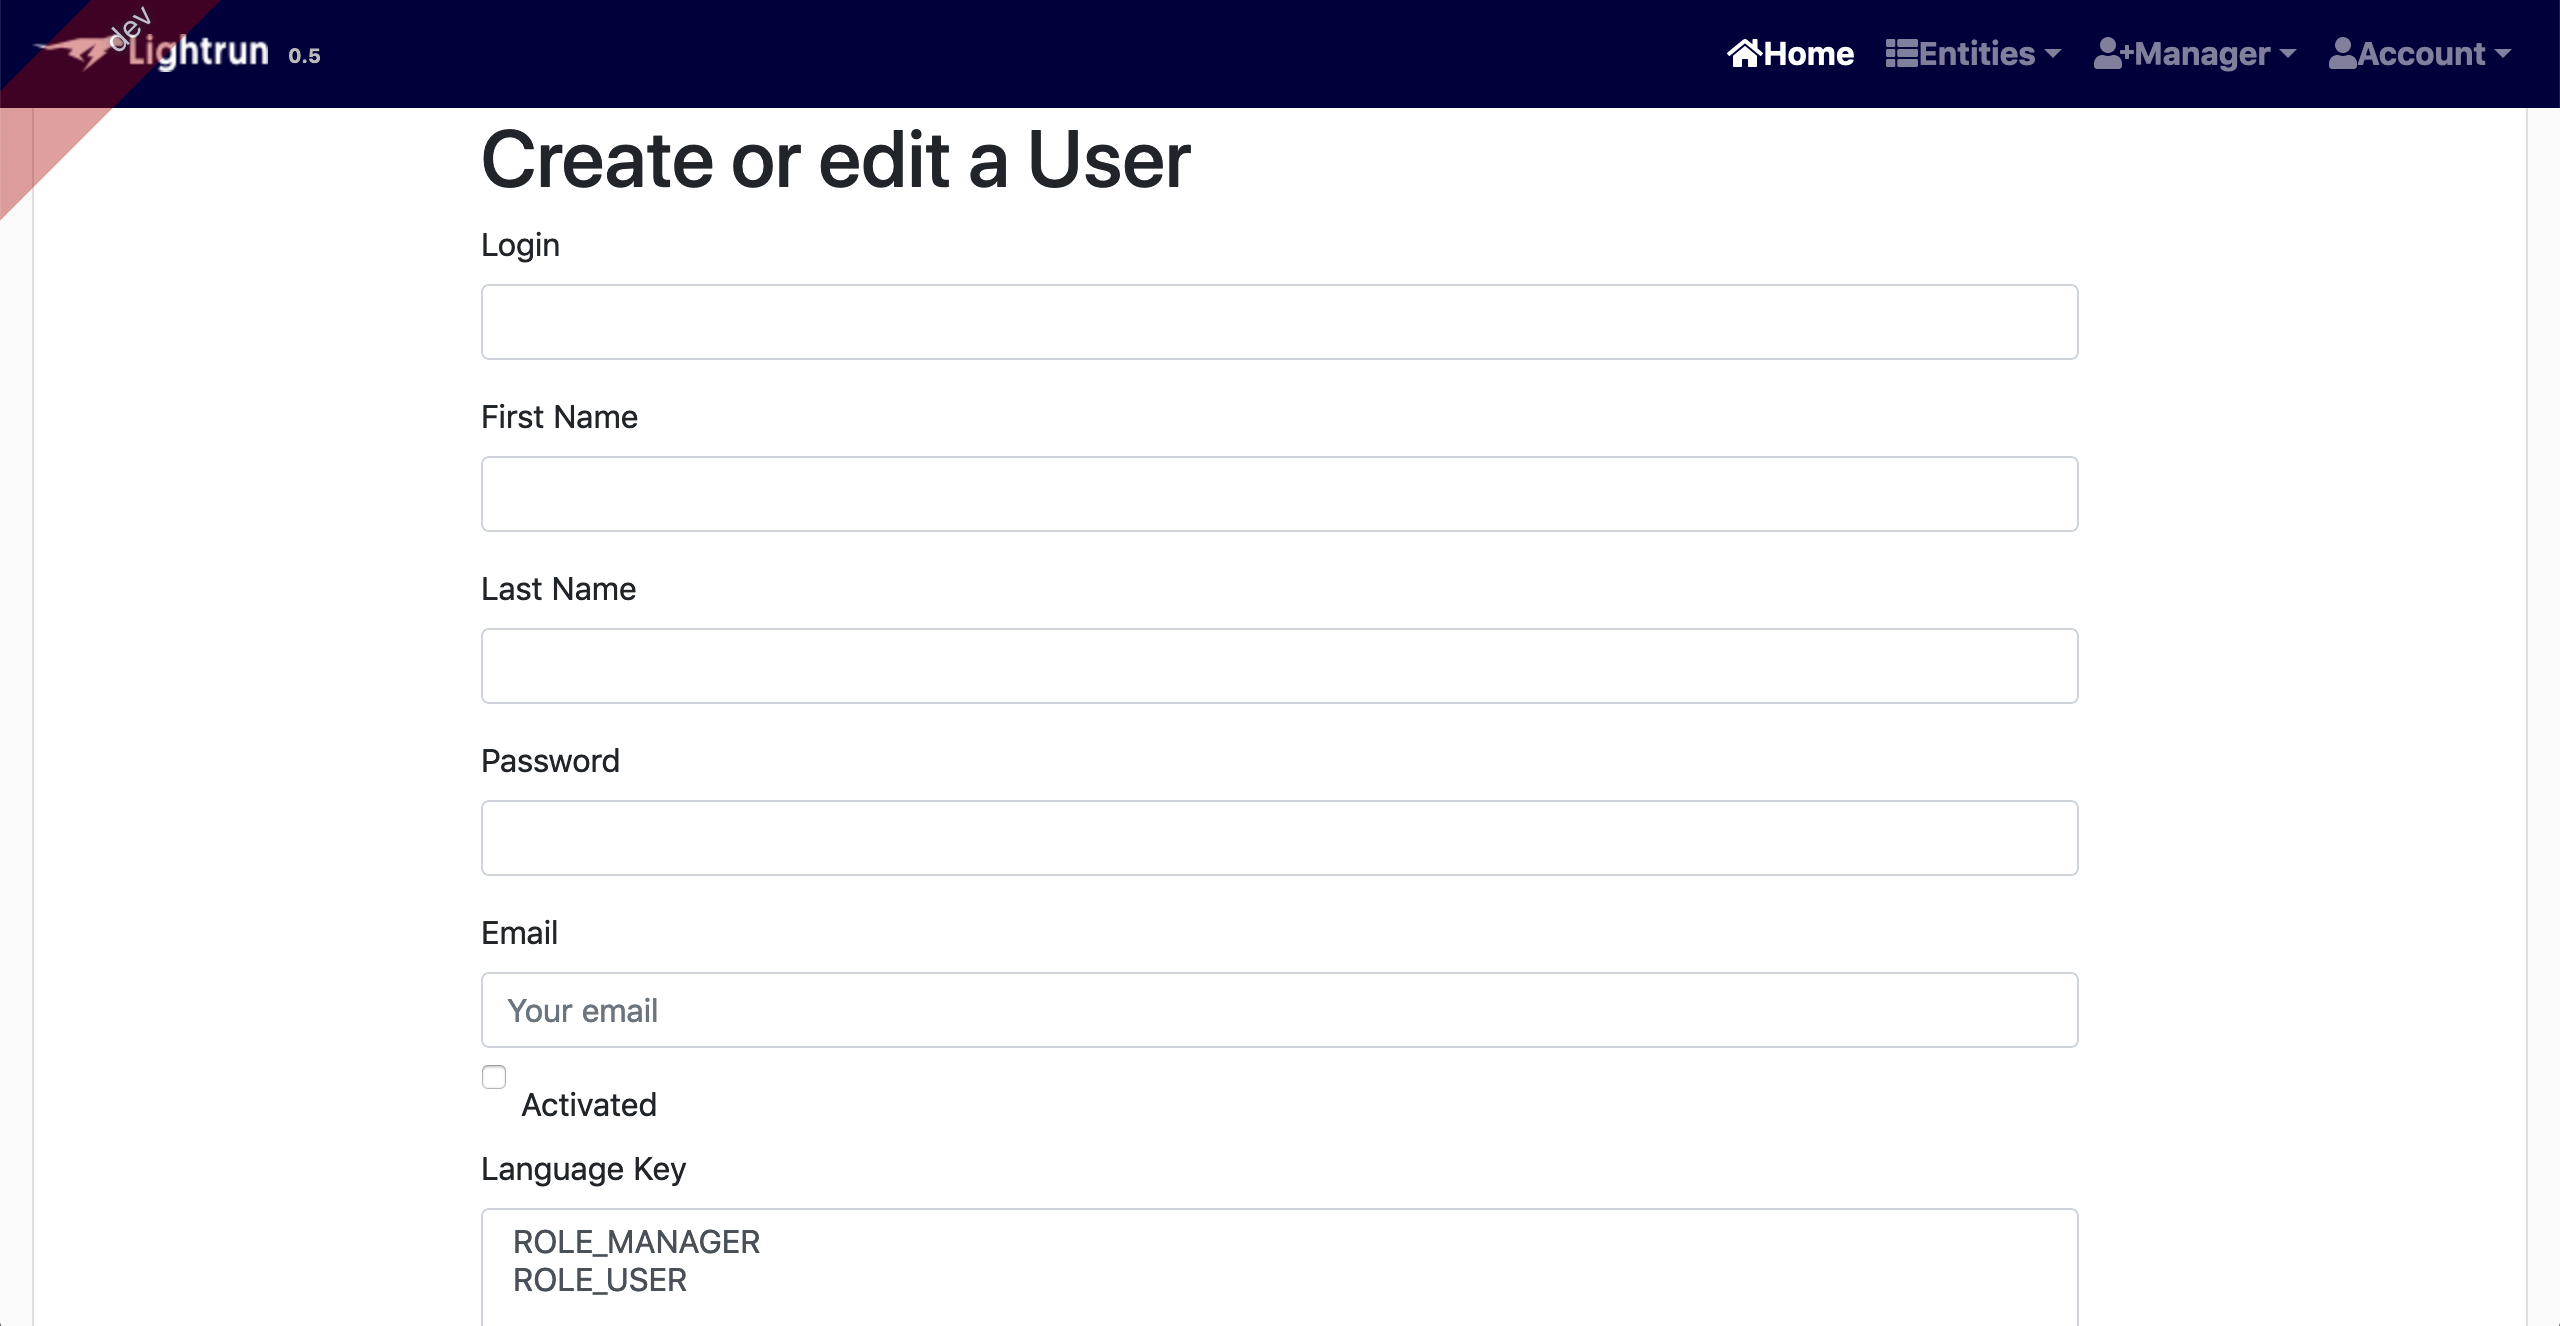 dev
Lightrun 0.5 Home Entities Manager Account
Create or edit a User
Login
First Name
Last Name
Password
Email
Your email
Activated
Language Key
ROLE_MANAGER
ROLE_USER